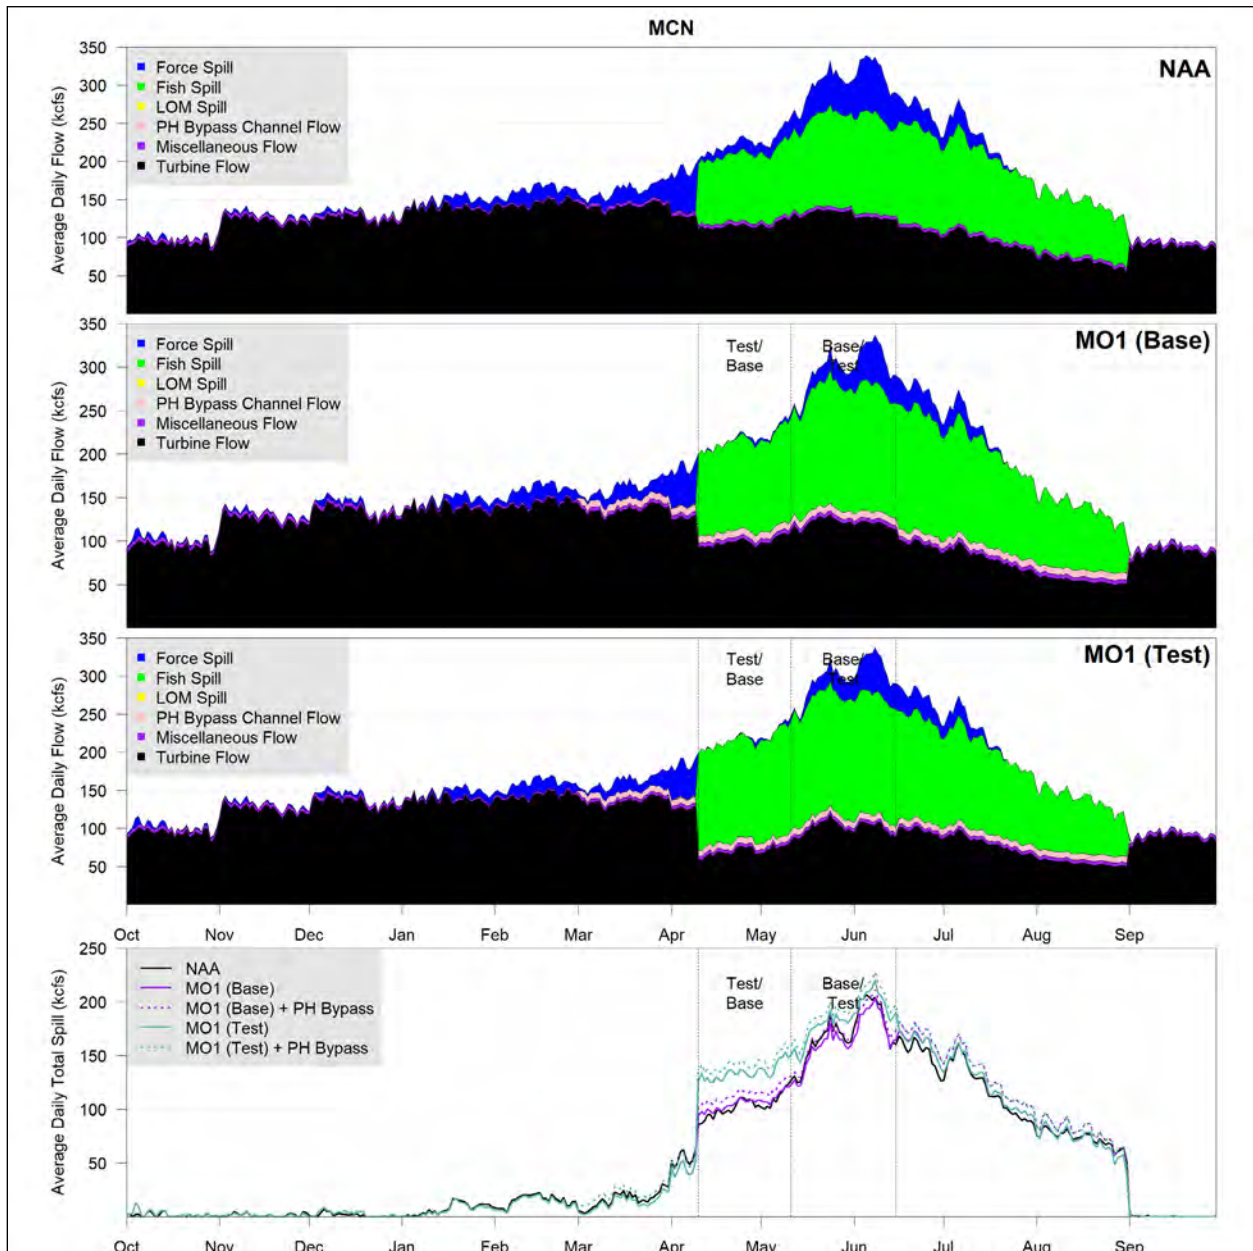 MCN
NAA
350
300
250
200
150
100
50
Average Daily Flow (kcfs)
Force Spill
Fish Spill
LOM Spill
PH Bypass Channel Flow
Miscellaneous Flow
Turbine Flow
MO1 (Base)
350
300
250
200
150
100
50
Average Daily Flow (kcfs)
Force Spill
Fish Spill
LOM Spill
PH Bypass Channel Flow
Miscellaneous Flow
Turbine Flow
Test/
Base
Base/
Test
MO1 (Test)
350
300
250
200
150
100
50
Average Daily Flow (kcfs)
Force Spill
Fish Spill
LOM Spill
PH Bypass Channel Flow
Miscellaneous Flow
Turbine Flow
Test/
Base
Base/
Test
Oct Nov Dec Jan Feb Mar Apr May Jun Jul Aug Sep
250
200
150
100
50
Average Daily Total Spill (kcfs)
NAA
MO1 (Base)
MO1 (Base) + PH Bypass
MO1 (Test)
MO1 (Test) + PH Bypass
Test/
Base
Base/
Test
Oct Nov Dec Jan Feb Mar Apr May Jun Jul Aug Sep